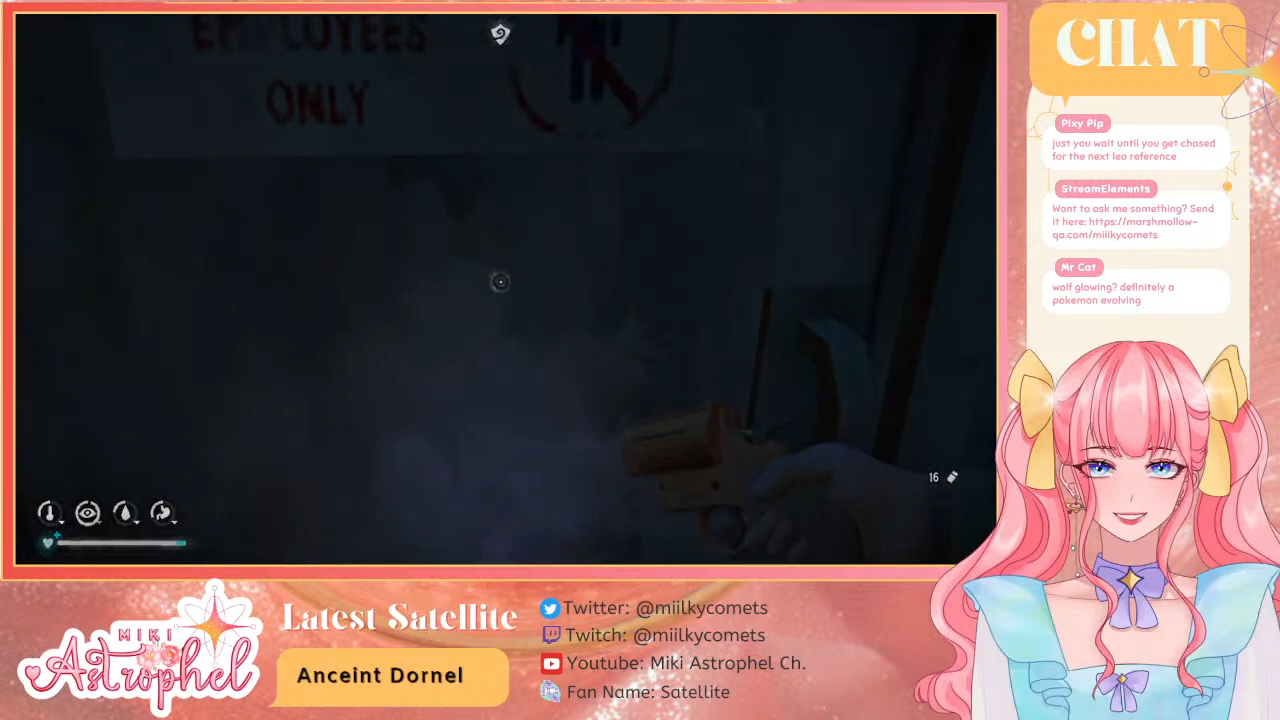 EMPLOYEES
ONLY
16
CHAT
Pixy Pip
just you wait until you get chased
for the next leo reference
StreamElements
Want to ask me something? Send
it here: https://marshmallow-
qa.com/miilkycomets
Mr Cat
wolf glowing? definitely a
pokemon evolving
MIKI
Astrophel
Latest Satellite
Anceint Dornel
Twitter: @miilkycomets
Twitch: @miilkycomets
Youtube: Miki Astrophel Ch.
Fan Name: Satellite